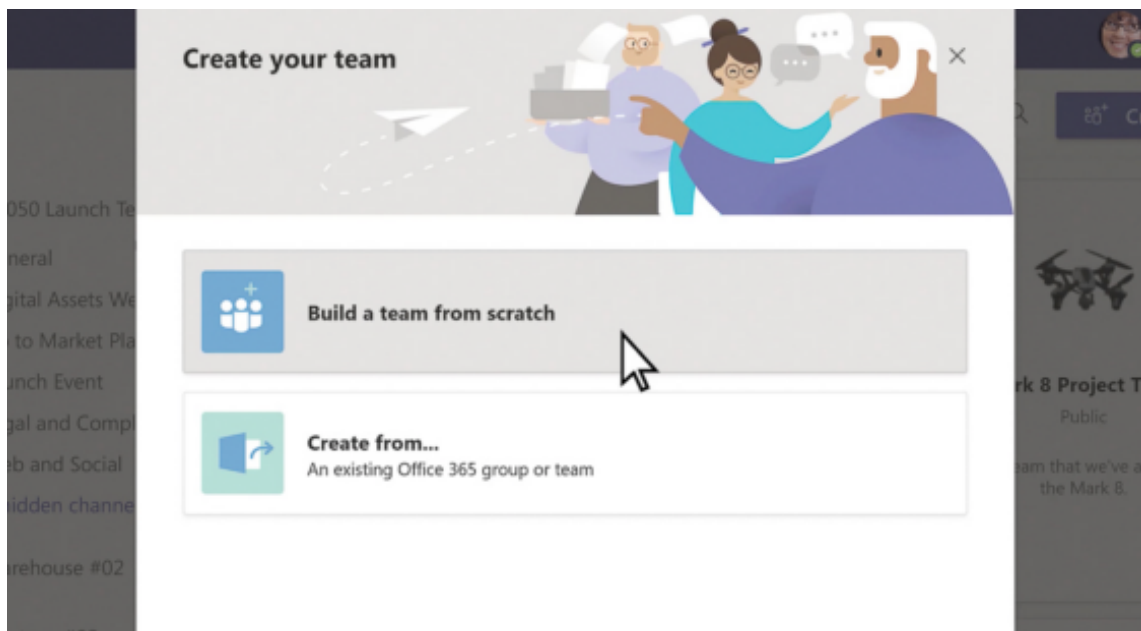 Create your team
050 Launch Te
neral
gital Assets We
to Market Pla
unch Event
gal and Compl
eb and Social
idden channe
rehouse #02
Build a team from scratch
Create from...
An existing Office 365 group or team
C
rk 8 Project T
Public
eam that we've a
the Mark 8.